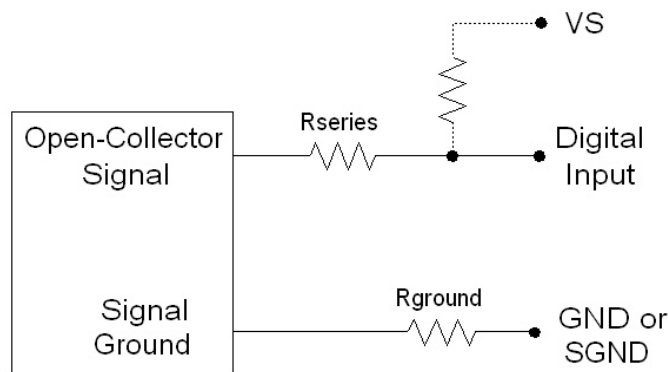 VS
Open-Collector
Signal
Rseries
Digital
Input
Signal
Ground
Rground
GND or
SGND